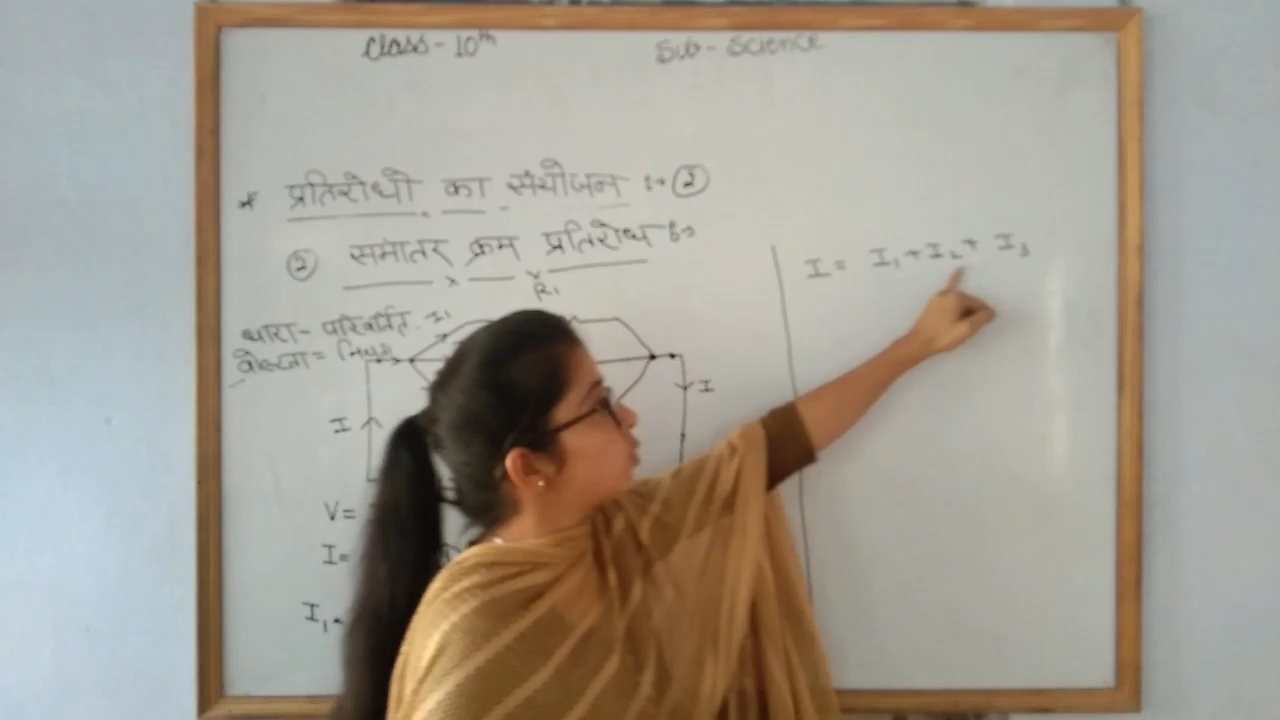 Class - 10th Sub - Science
* प्रतिरोधो का संयोजन :- ②
② समांतर क्रम प्रतिरोध :-
R₁
धारा - परिवर्तित I₁
वोल्टता = नियत
I
I
V=
I=
I₁
I = I₁ + I₂ + I₃